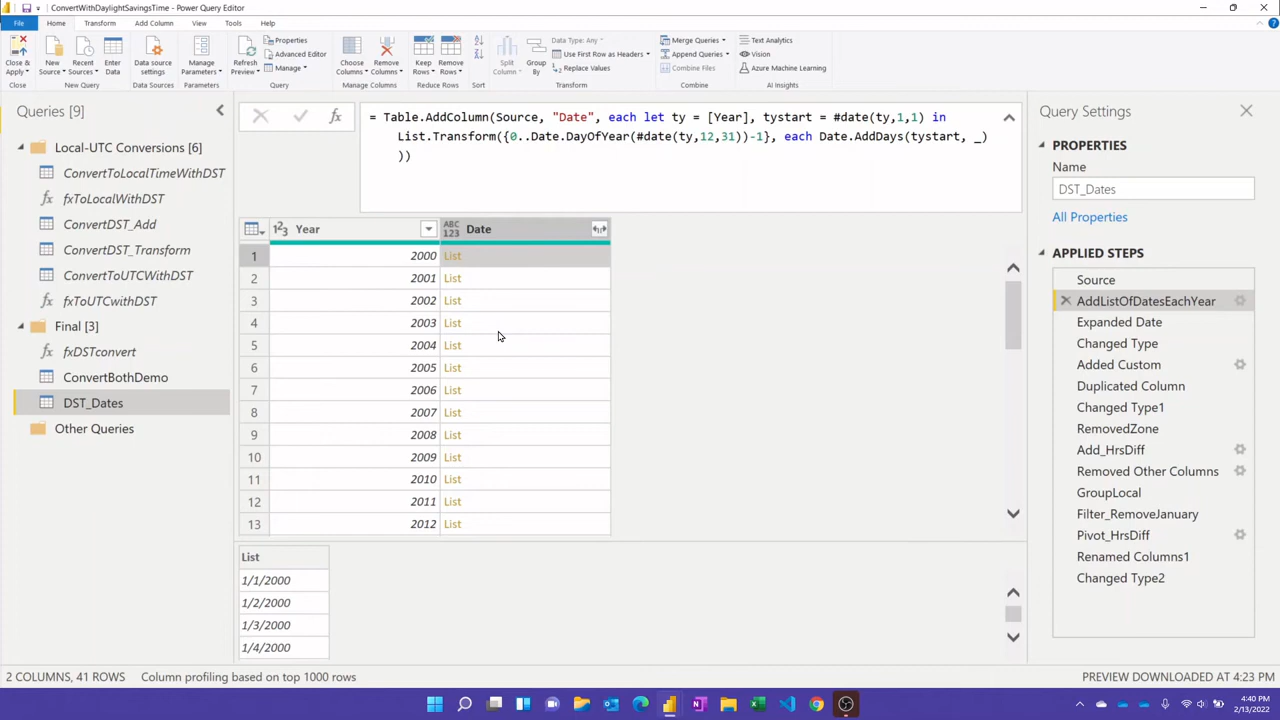 ConvertWithDaylightSavingsTime - Power Query Editor
File Home Transform Add Column View Tools Help
Close & Apply
New Source
Recent Sources
Enter Data
Data source settings
Manage Parameters
Refresh Preview
Properties
Advanced Editor
Manage
Choose Columns
Remove Columns
Keep Rows
Remove Rows
Split Column
Group By
Data Type: Any
Use First Row as Headers
Replace Values
Merge Queries
Append Queries
Combine Files
Text Analytics
Vision
Azure Machine Learning
Close New Query Data Sources Parameters Query Manage Columns Reduce Rows Sort Transform Combine AI Insights
Queries [9]
Local-UTC Conversions [6]
ConvertToLocalTimeWithDST
fx fxToLocalWithDST
ConvertDST_Add
ConvertDST_Transform
ConvertToUTCWithDST
fx fxToUTCwithDST
Final [3]
fx fxDSTconvert
ConvertBothDemo
DST_Dates
Other Queries
fx
= Table.AddColumn(Source, "Date", each let ty = [Year], tystart = #date(ty,1,1) in
List.Transform({0..Date.DayOfYear(#date(ty,12,31))-1}, each Date.AddDays(tystart, _)
))
1²3 Year ABC 123 Date
1 2000 List
2 2001 List
3 2002 List
4 2003 List
5 2004 List
6 2005 List
7 2006 List
8 2007 List
9 2008 List
10 2009 List
11 2010 List
12 2011 List
13 2012 List
List
1/1/2000
1/2/2000
1/3/2000
1/4/2000
Query Settings
PROPERTIES
Name
DST_Dates
All Properties
APPLIED STEPS
Source
AddListOfDatesEachYear
Expanded Date
Changed Type
Added Custom
Duplicated Column
Changed Type1
RemovedZone
Add_HrsDiff
Removed Other Columns
GroupLocal
Filter_RemoveJanuary
Pivot_HrsDiff
Renamed Columns1
Changed Type2
2 COLUMNS, 41 ROWS Column profiling based on top 1000 rows PREVIEW DOWNLOADED AT 4:23 PM
4:40 PM
2/13/2022